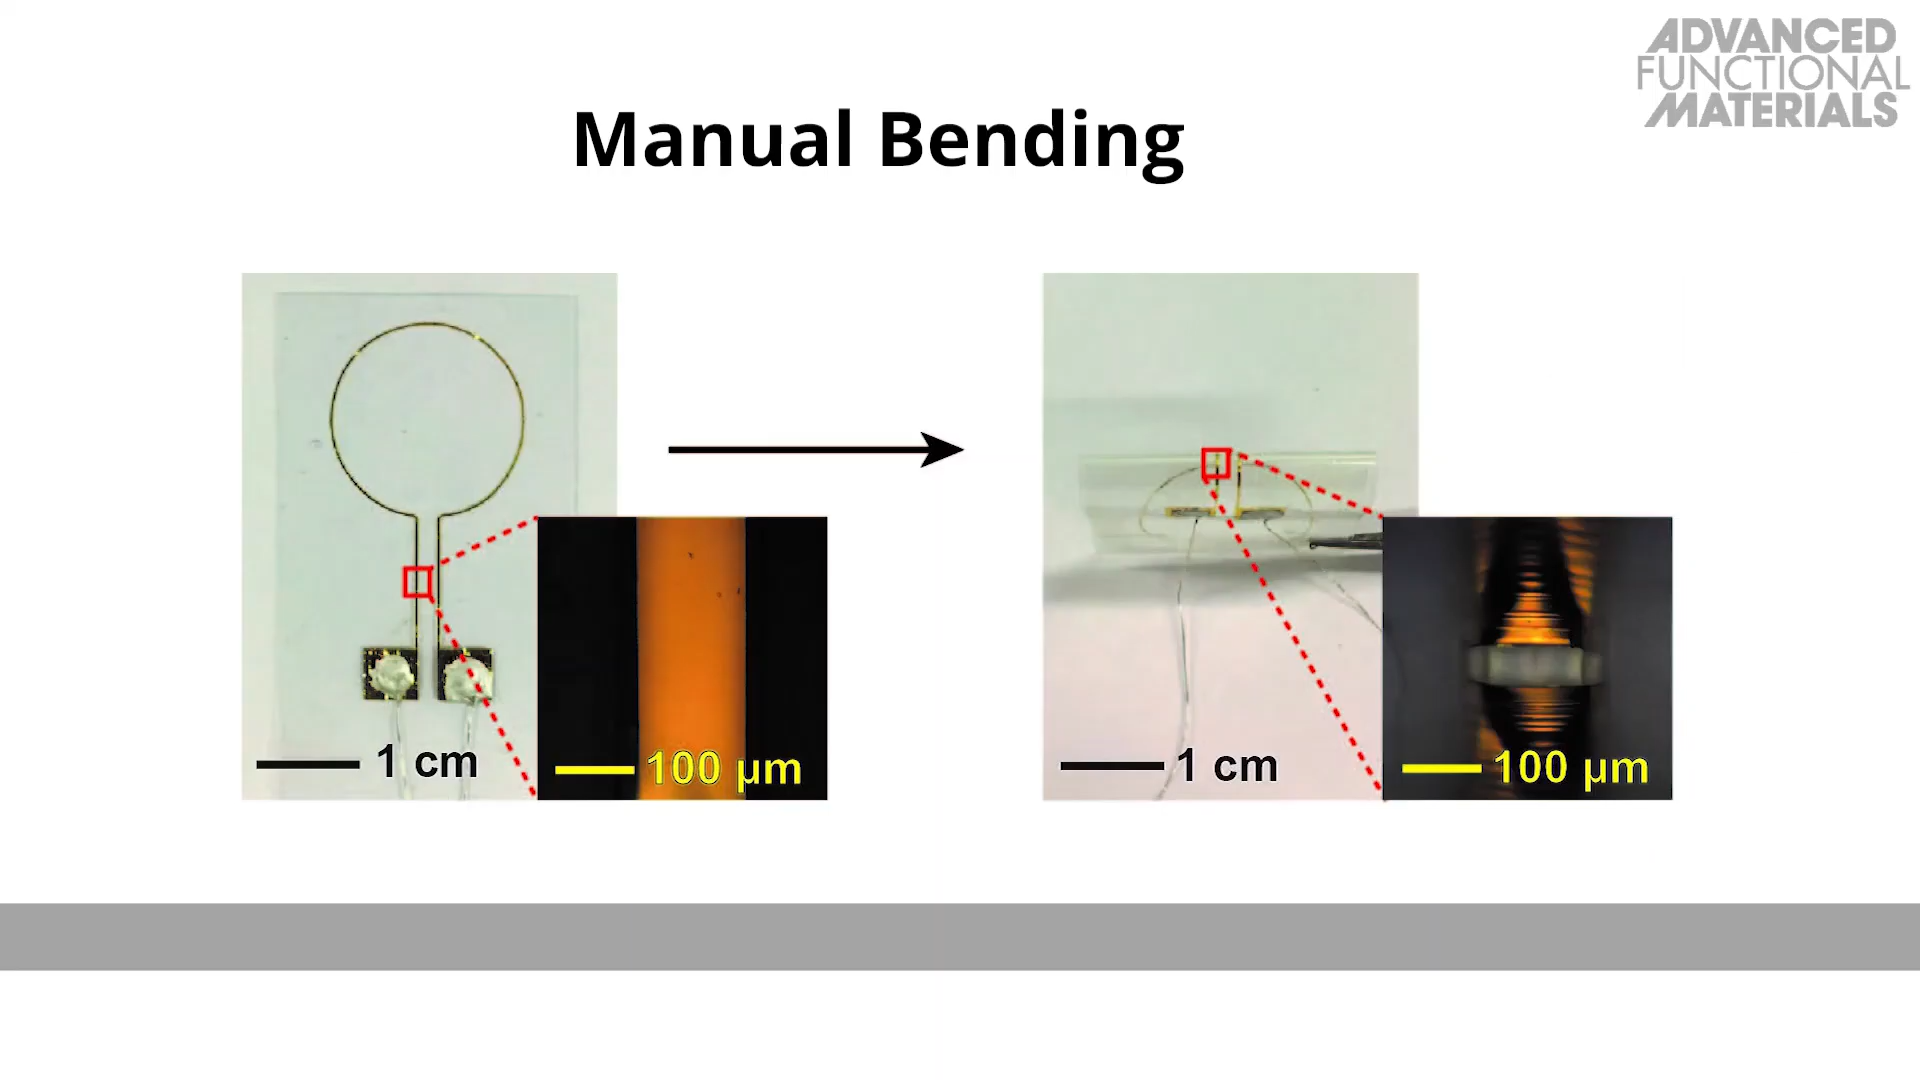 ADVANCED
FUNCTIONAL
MATERIALS
Manual Bending
1 cm
100 µm
1 cm
100 µm